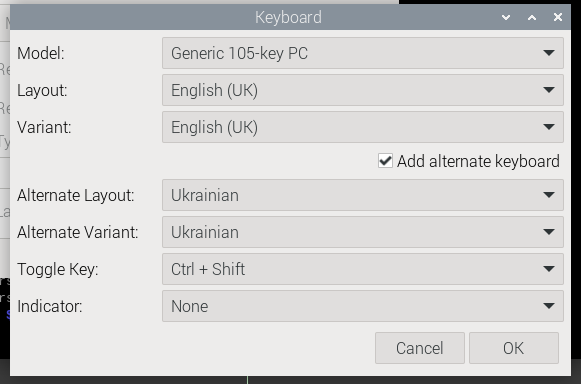 Keyboard
Model: Generic 105-key PC
Layout: English (UK)
Variant: English (UK)
Add alternate keyboard
Alternate Layout: Ukrainian
Alternate Variant: Ukrainian
Toggle Key: Ctrl + Shift
Indicator: None
Cancel OK